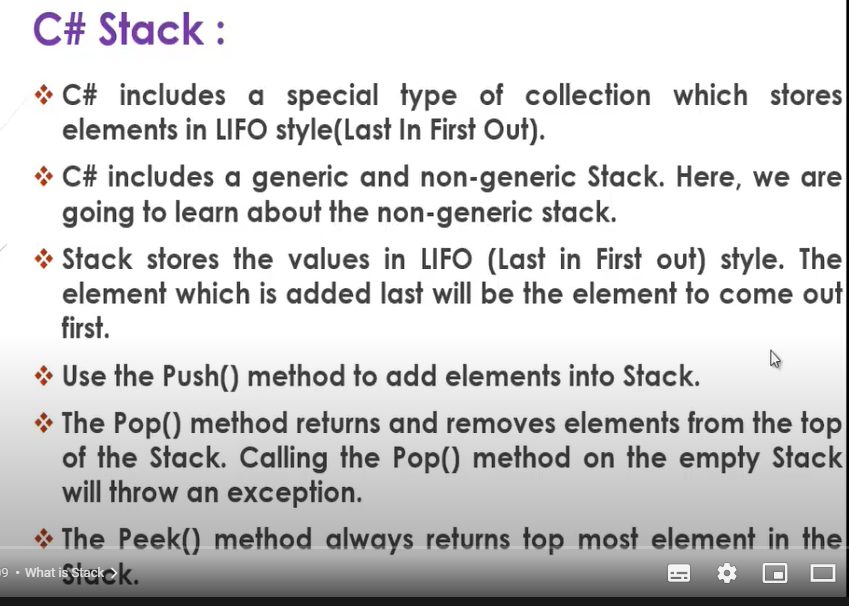 C# Stack :
C# includes a special type of collection which stores
elements in LIFO style(Last In First Out).
C# includes a generic and non-generic Stack. Here, we are
going to learn about the non-generic stack.
Stack stores the values in LIFO (Last in First out) style. The
element which is added last will be the element to come out
first.
Use the Push() method to add elements into Stack.
The Pop() method returns and removes elements from the top
of the Stack. Calling the Pop() method on the empty Stack
will throw an exception.
The Peek() method always returns top most element in the
Stack.
9 • What is Stack